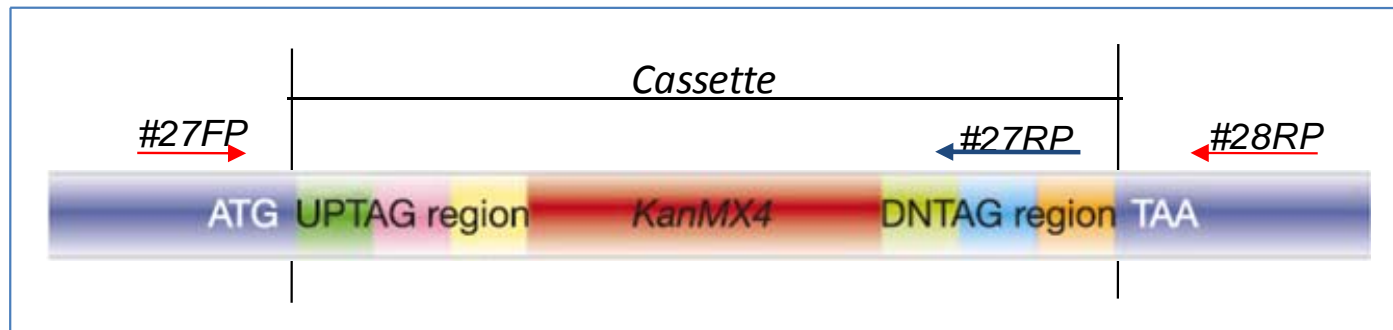 Cassette
#27FP #27RP #28RP
ATG UPTAG region KanMX4 DNTAG region TAA